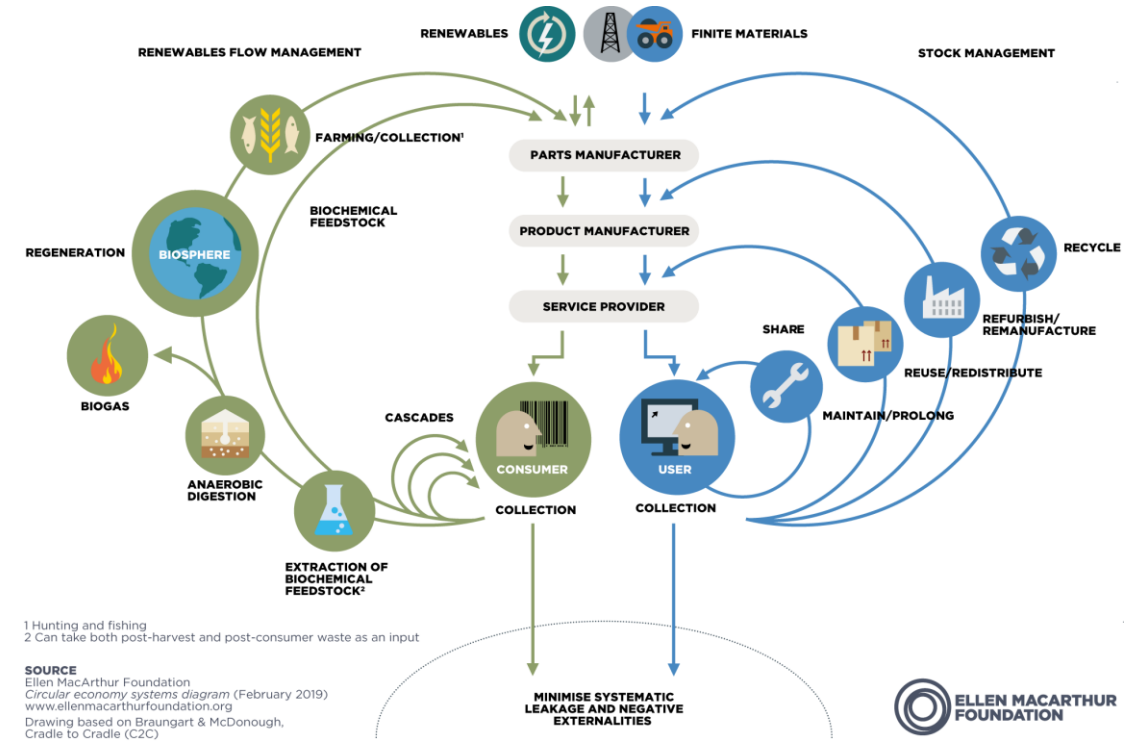 RENEWABLES
FINITE MATERIALS
RENEWABLES FLOW MANAGEMENT
STOCK MANAGEMENT
FARMING/COLLECTION¹
PARTS MANUFACTURER
BIOCHEMICAL
FEEDSTOCK
PRODUCT MANUFACTURER
REGENERATION
BIOSPHERE
RECYCLE
SERVICE PROVIDER
SHARE
REFURBISH/
REMANUFACTURE
REUSE/REDISTRIBUTE
BIOGAS
CASCADES
MAINTAIN/PROLONG
CONSUMER
USER
ANAEROBIC
DIGESTION
COLLECTION
COLLECTION
EXTRACTION OF
BIOCHEMICAL
FEEDSTOCK²
1 Hunting and fishing
2 Can take both post-harvest and post-consumer waste as an input
SOURCE
Ellen MacArthur Foundation
Circular economy systems diagram (February 2019)
www.ellenmacarthurfoundation.org
Drawing based on Braungart & McDonough,
Cradle to Cradle (C2C)
MINIMISE SYSTEMATIC
LEAKAGE AND NEGATIVE
EXTERNALITIES
ELLEN MACARTHUR
FOUNDATION